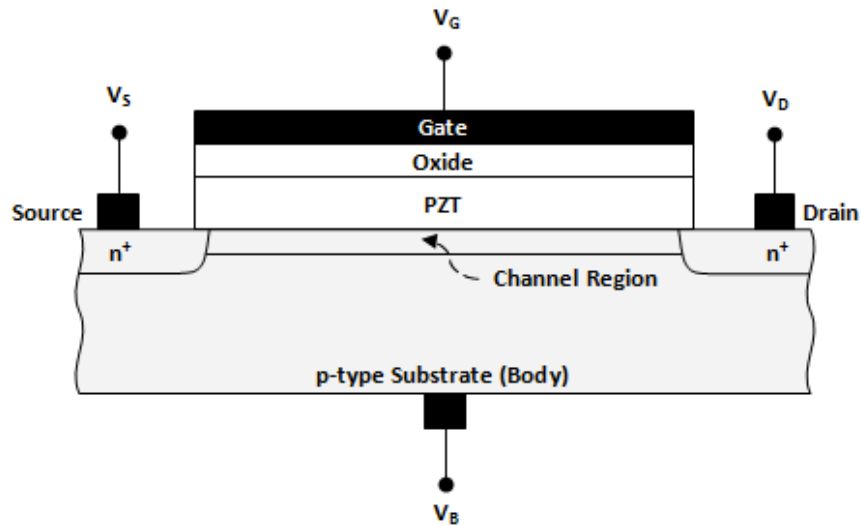 V_G
V_S
V_D
Gate
Oxide
PZT
Source
Drain
n⁺
n⁺
Channel Region
p-type Substrate (Body)
V_B